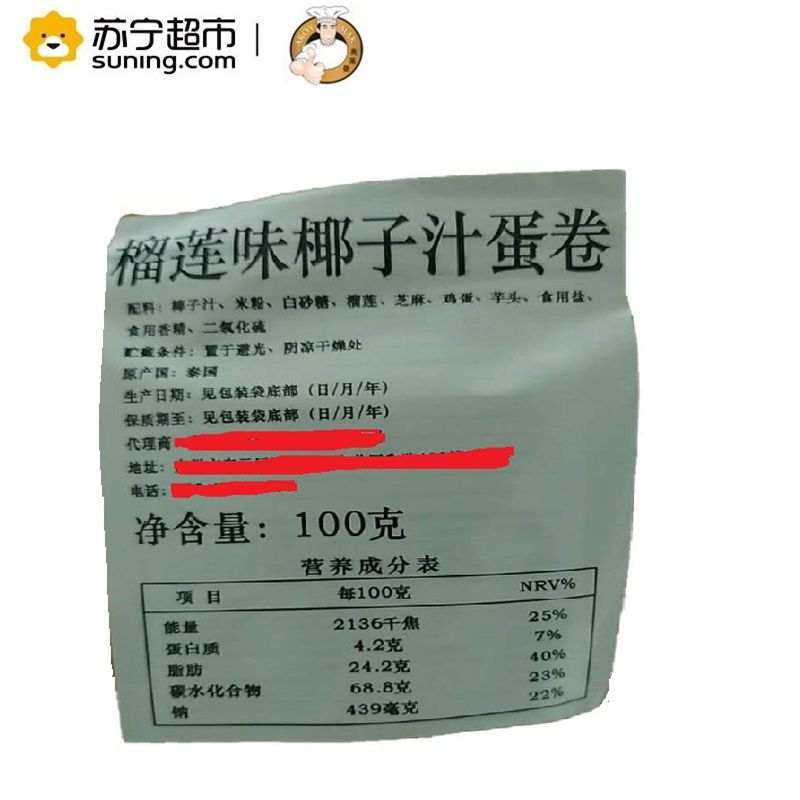 苏宁超市
suning.com
榴莲味椰子汁蛋卷
配料：椰子汁、米粉、白砂糖、榴莲、芝麻、鸡蛋、芋头、食用盐、
食用香精、二氧化硫
贮藏条件：置于避光、阴凉干燥处
原产国：泰国
生产日期：见包装袋底部（日/月/年）
保质期至：见包装袋底部（日/月/年）
代理商
地址：
电话：
净含量：100克
营养成分表
项目 每100克 NRV%
能量 2136千焦 25%
蛋白质 4.2克 7%
脂肪 24.2克 40%
碳水化合物 68.8克 23%
钠 439毫克 22%